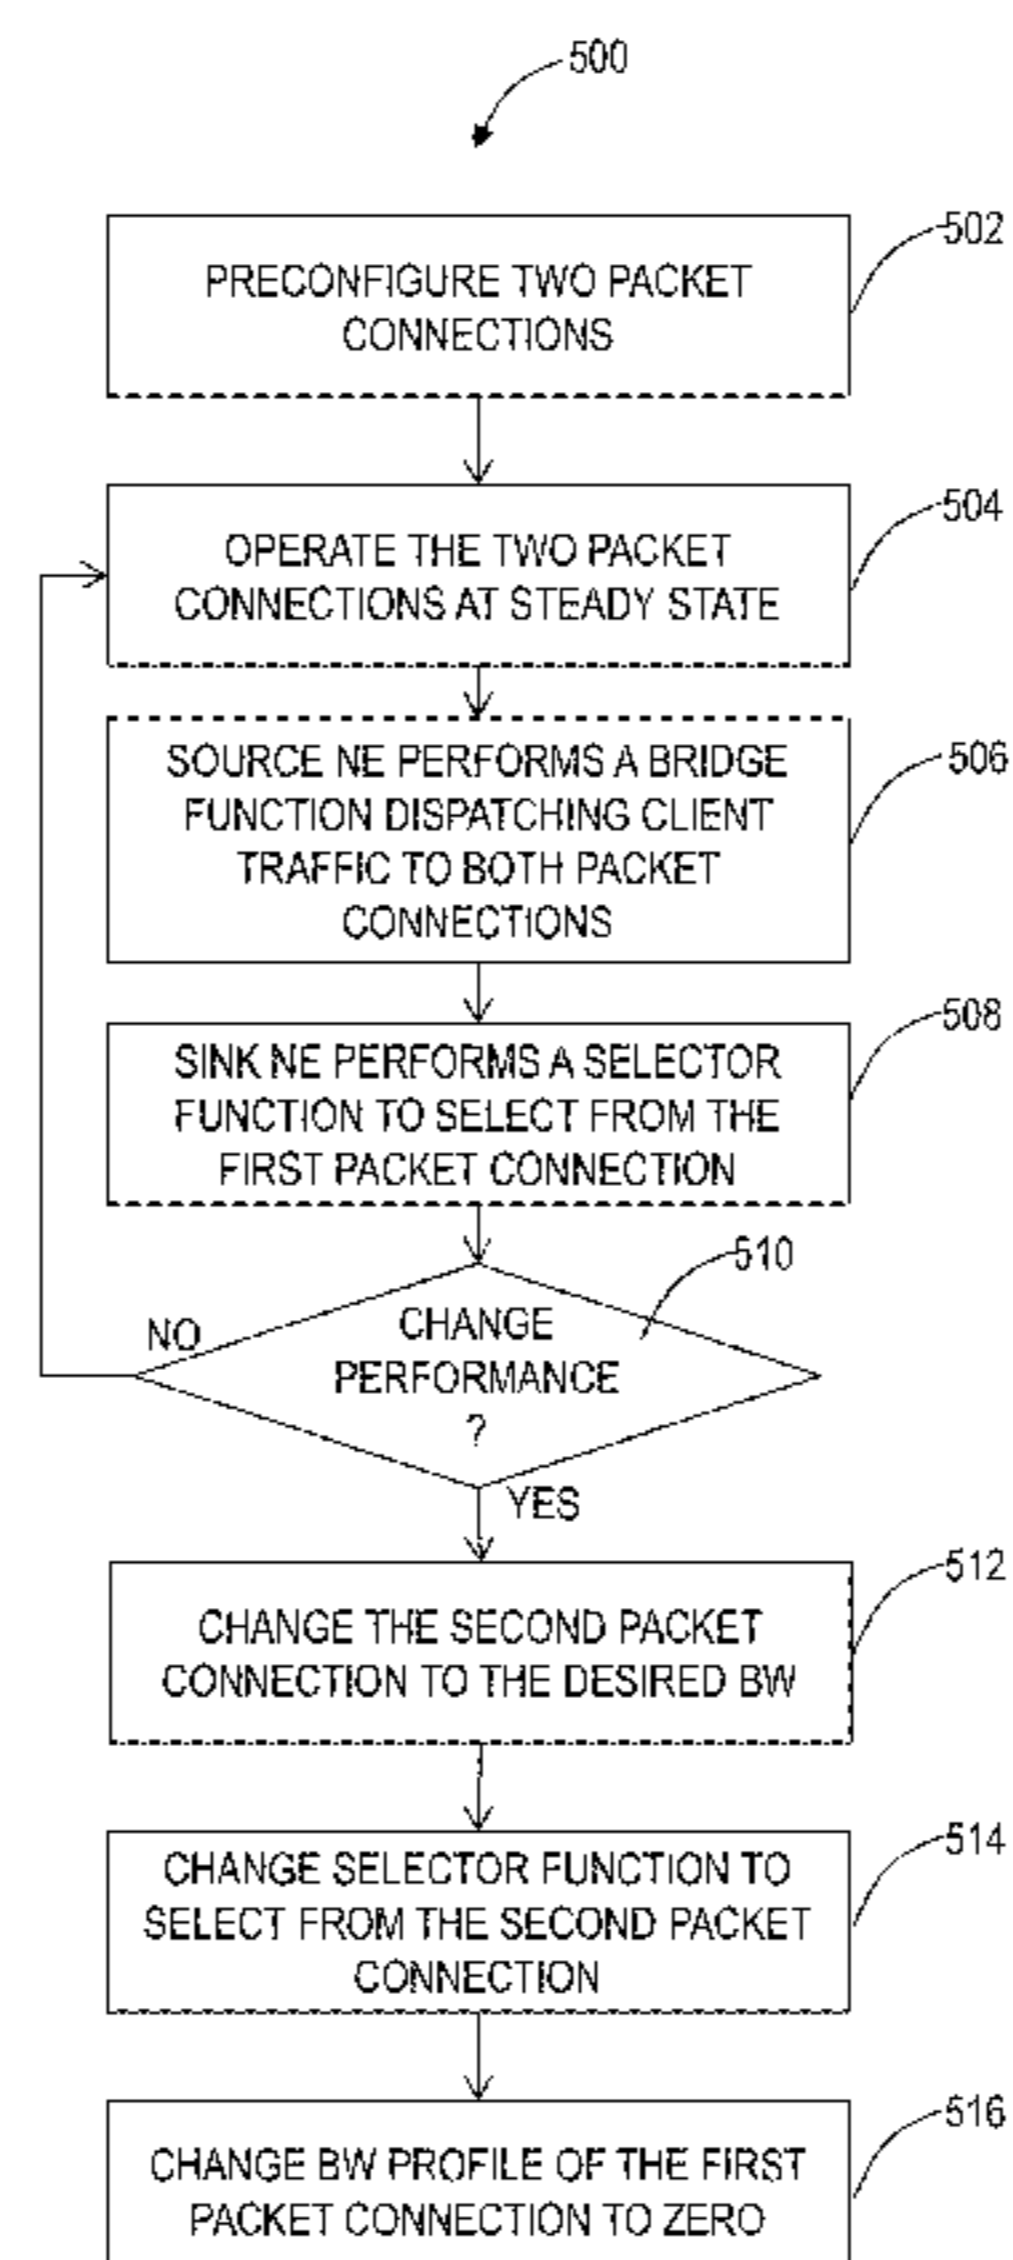 500
502
PRECONFIGURE TWO PACKET
CONNECTIONS
504
OPERATE THE TWO PACKET
CONNECTIONS AT STEADY STATE
506
SOURCE NE PERFORMS A BRIDGE
FUNCTION DISPATCHING CLIENT
TRAFFIC TO BOTH PACKET
CONNECTIONS
508
SINK NE PERFORMS A SELECTOR
FUNCTION TO SELECT FROM THE
FIRST PACKET CONNECTION
510
NO
CHANGE
PERFORMANCE
?
YES
512
CHANGE THE SECOND PACKET
CONNECTION TO THE DESIRED BW
514
CHANGE SELECTOR FUNCTION TO
SELECT FROM THE SECOND PACKET
CONNECTION
516
CHANGE BW PROFILE OF THE FIRST
PACKET CONNECTION TO ZERO